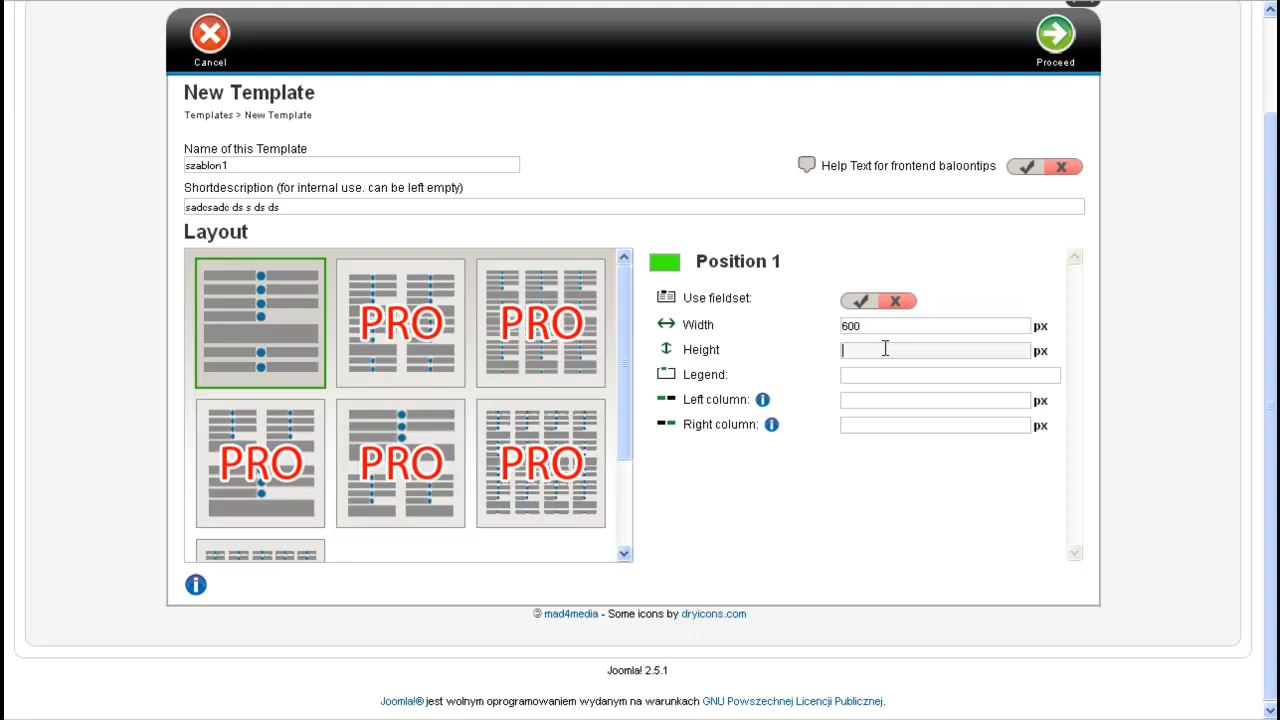 Cancel
Proceed
New Template
Templates > New Template
Name of this Template
szablon1
Help Text for frontend baloontips
Shortdescription (for internal use. can be left empty)
sadcsadc ds s ds ds
Layout
Position 1
PRO
PRO
Use fieldset:
Width
600
px
Height
px
Legend:
Left column:
px
Right column:
px
PRO
PRO
PRO
© mad4media - Some icons by dryicons.com
Joomla! 2.5.1
Joomla!® jest wolnym oprogramowaniem wydanym na warunkach GNU Powszechnej Licencji Publicznej.